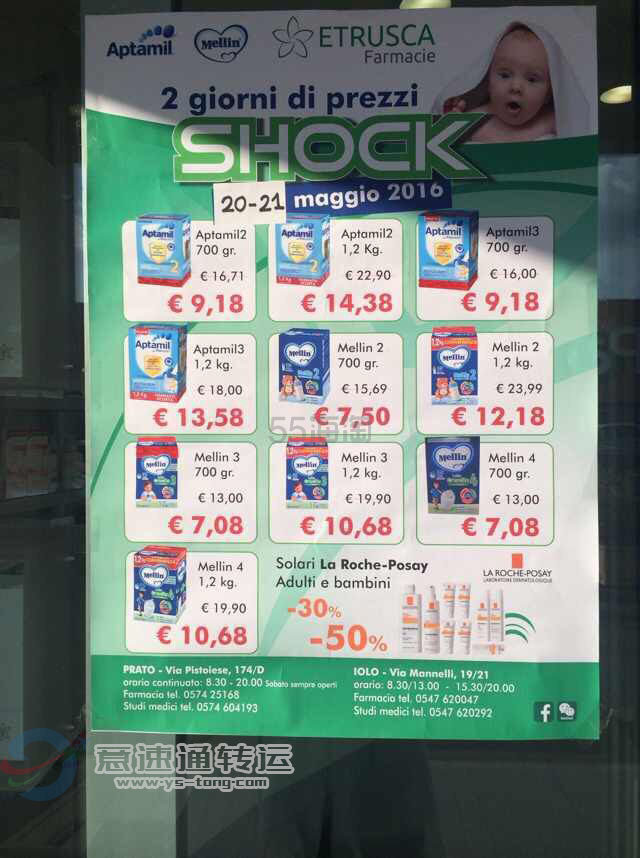 Aptamil Mellin ETRUSCA
Farmacie
2 giorni di prezzi
SHOCK
20-21 maggio 2016
Aptamil2
700 gr.
€ 16,71
€ 9,18
Aptamil2
1,2 Kg.
€ 22,90
€ 14,38
Aptamil3
700 gr.
€ 16,00
€ 9,18
Aptamil3
1,2 kg.
€ 18,00
€ 13,58
Mellin 2
700 gr.
€ 15,69
€ 7,50
Mellin 2
1,2 kg.
€ 23,99
€ 12,18
Mellin 3
700 gr.
€ 13,00
€ 7,08
Mellin 3
1,2 kg.
€ 19,90
€ 10,68
Mellin 4
700 gr.
€ 13,00
€ 7,08
Mellin 4
1,2 kg.
€ 19,90
€ 10,68
55海淘
Solari La Roche-Posay
Adulti e bambini
-30%
-50%
LA ROCHE-POSAY
LABORATOIRE DERMATOLOGIQUE
PRATO - Via Pistoiese, 174/D
orario continuato: 8.30 - 20.00 Sabato sempre aperti
Farmacia tel. 0574 25168
Studi medici tel. 0574 604193
IOLO - Via Mannelli, 19/21
orario: 8.30/13.00 - 15.30/20.00
Farmacia tel. 0547 620047
Studi medici tel. 0547 620292
意速通转运
www.ys-tong.com